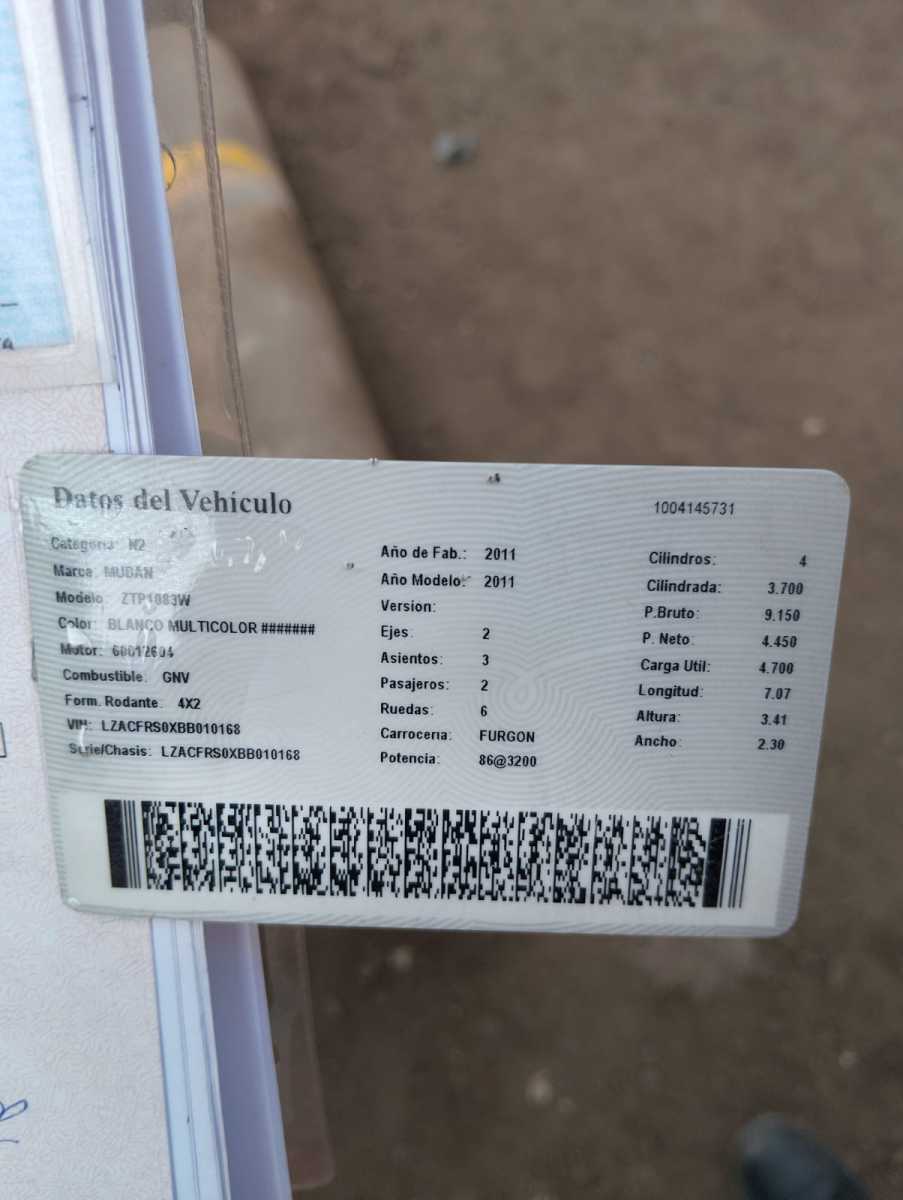 Datos del Vehículo
1004145731
Categoria: N2
Marca: MUDAN
Modelo: ZTP1083W
Color: BLANCO MULTICOLOR #######
Motor: 60012604
Combustible: GNV
Form. Rodante: 4X2
VIN: LZACFRS0XBB010168
Serie/Chasis: LZACFRS0XBB010168
Año de Fab.: 2011
Año Modelo: 2011
Version:
Ejes: 2
Asientos: 3
Pasajeros: 2
Ruedas: 6
Carroceria: FURGON
Potencia: 86@3200
Cilindros: 4
Cilindrada: 3.700
P.Bruto: 9.150
P. Neto: 4.450
Carga Util: 4.700
Longitud: 7.07
Altura: 3.41
Ancho: 2.30